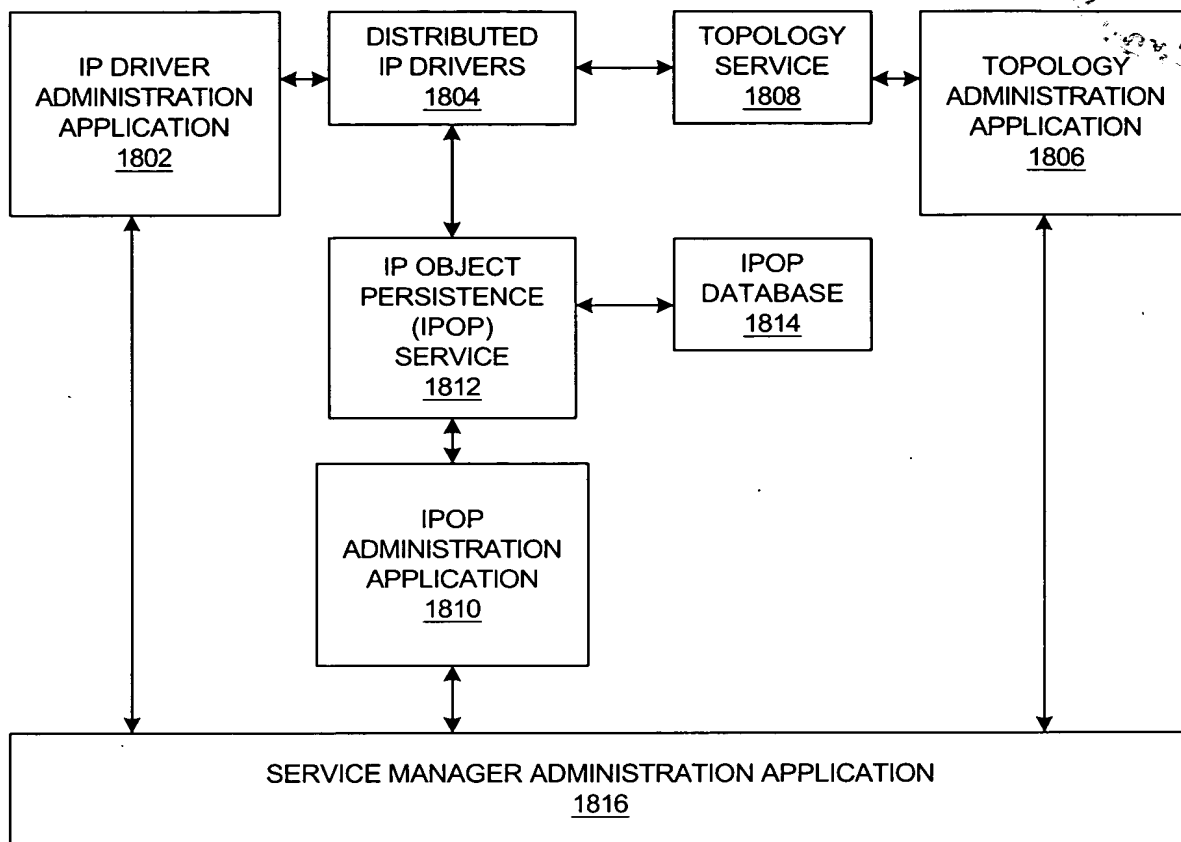 IP DRIVER
ADMINISTRATION
APPLICATION
1802
DISTRIBUTED
IP DRIVERS
1804
TOPOLOGY
SERVICE
1808
TOPOLOGY
ADMINISTRATION
APPLICATION
1806
IP OBJECT
PERSISTENCE
(IPOP)
SERVICE
1812
IPOP
DATABASE
1814
IPOP
ADMINISTRATION
APPLICATION
1810
SERVICE MANAGER ADMINISTRATION APPLICATION
1816